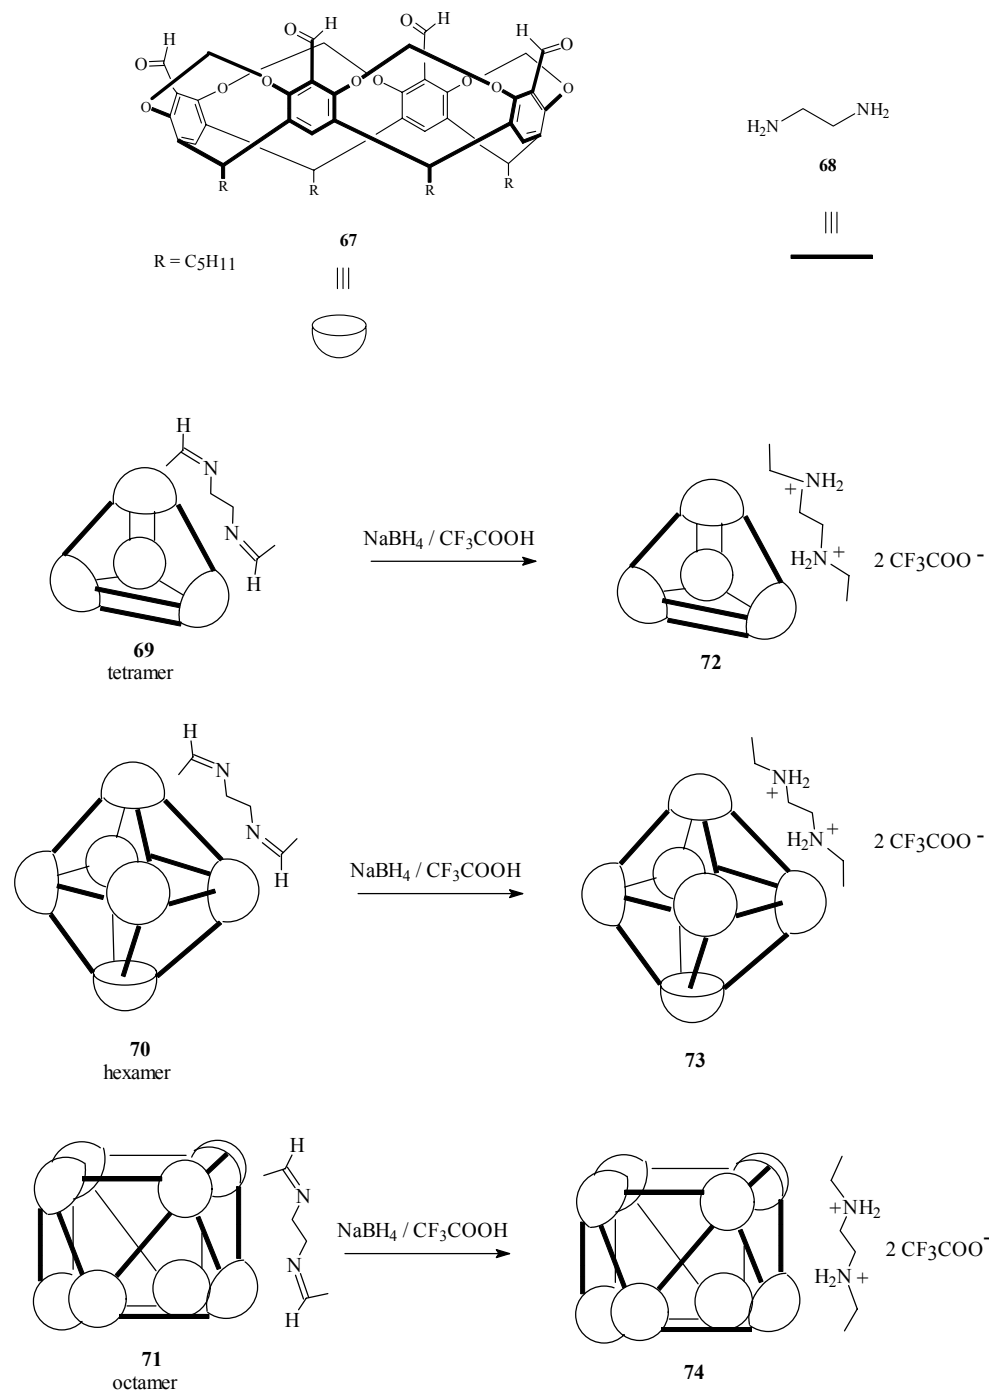 H
O
H
O
O
H
H
O
O
O
O
O
O
O
O
O
R
R
R
R
H2N
NH2
68
67
R = C5H11
H
N
N
H
NaBH4 / CF3COOH
NH2
+
H2N
+
2 CF3COO-
69
tetramer
72
H
N
N
H
NaBH4 / CF3COOH
NH2
+
H2N
+
2 CF3COO-
70
hexamer
73
H
N
N
H
NaBH4 / CF3COOH
+NH2
H2N
+
2 CF3COO-
71
octamer
74